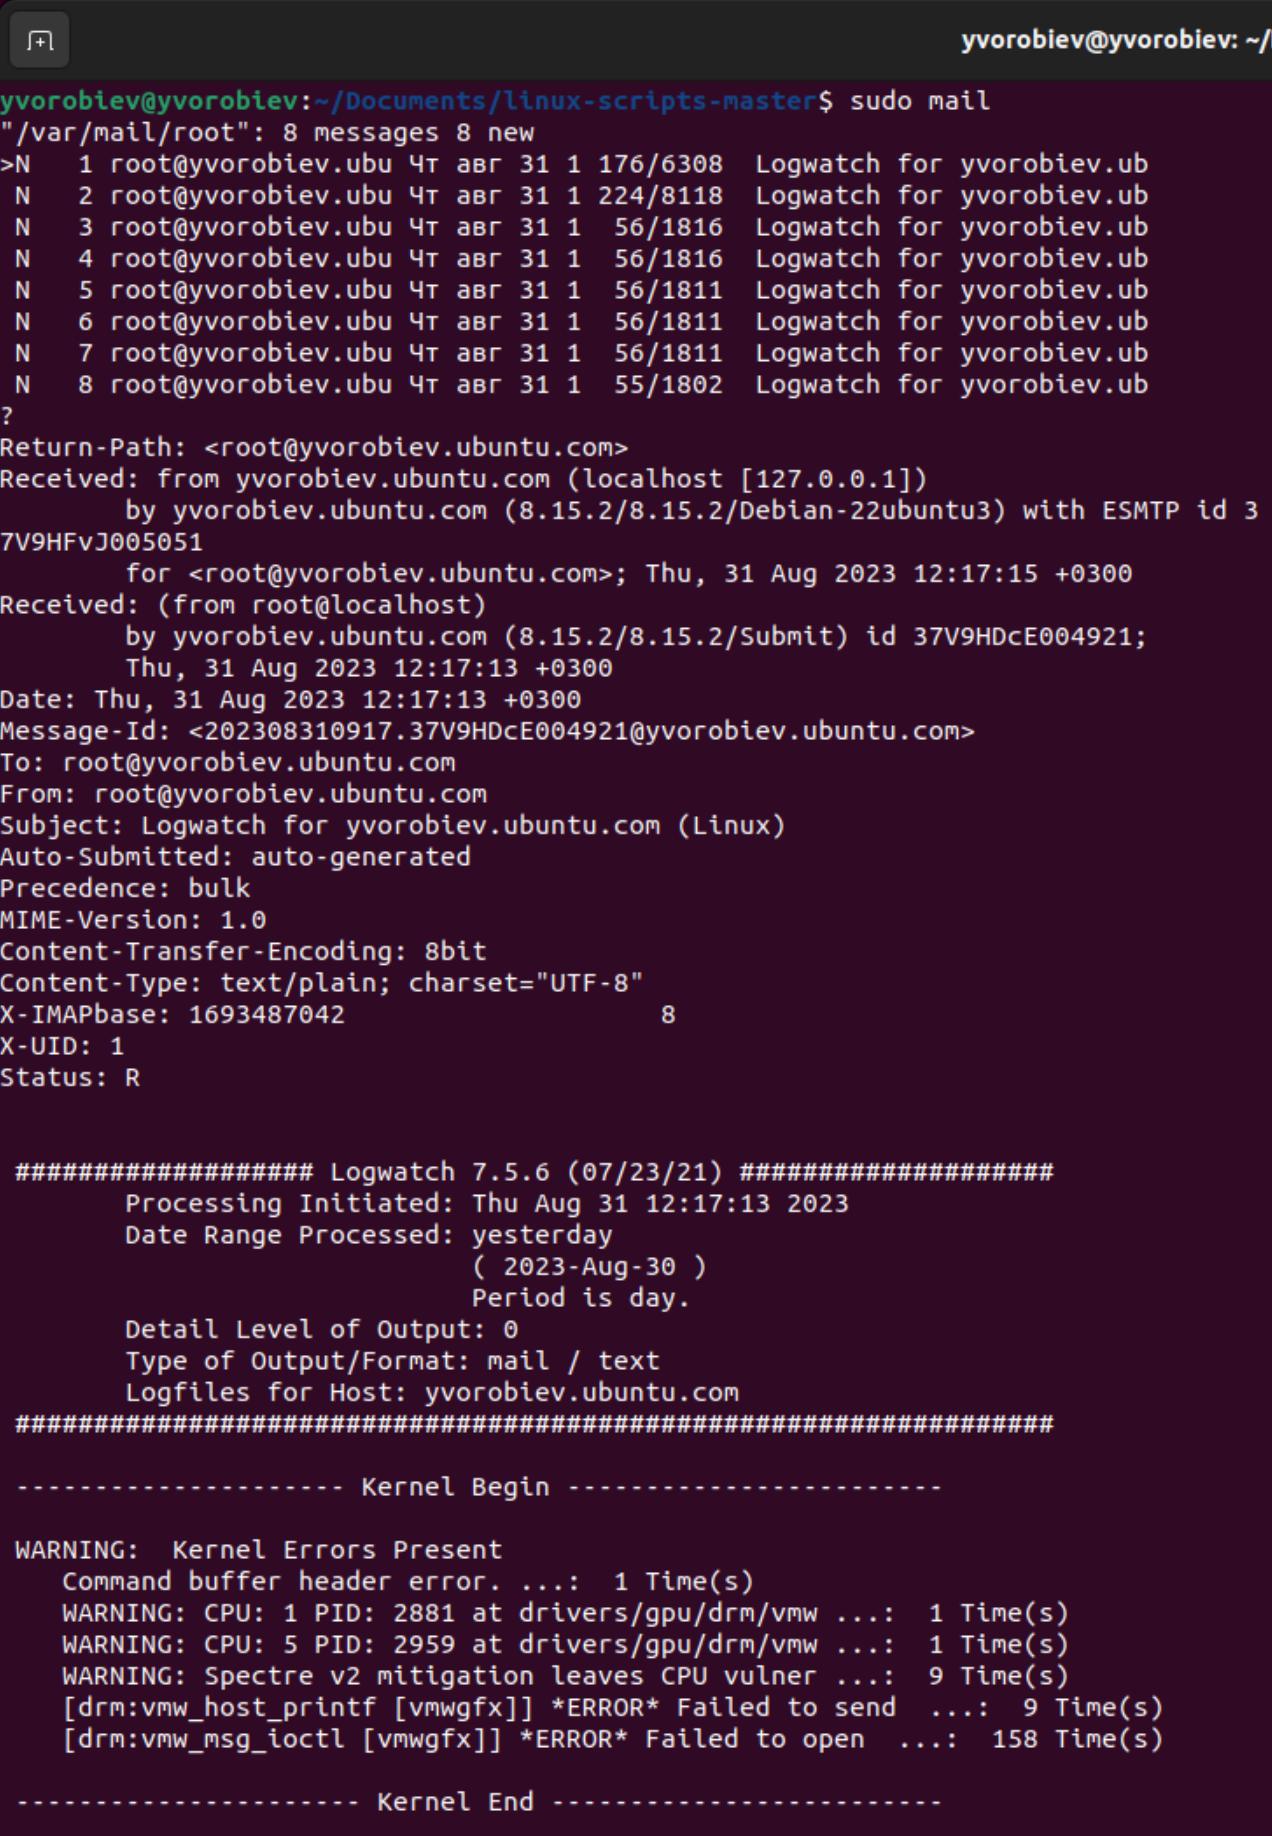 yvorobiev@yvorobiev: ~/
yvorobiev@yvorobiev:~/Documents/linux-scripts-master$ sudo mail
"/var/mail/root": 8 messages 8 new
>N   1 root@yvorobiev.ubu Чт авг 31 1 176/6308  Logwatch for yvorobiev.ub
 N   2 root@yvorobiev.ubu Чт авг 31 1 224/8118  Logwatch for yvorobiev.ub
 N   3 root@yvorobiev.ubu Чт авг 31 1  56/1816  Logwatch for yvorobiev.ub
 N   4 root@yvorobiev.ubu Чт авг 31 1  56/1816  Logwatch for yvorobiev.ub
 N   5 root@yvorobiev.ubu Чт авг 31 1  56/1811  Logwatch for yvorobiev.ub
 N   6 root@yvorobiev.ubu Чт авг 31 1  56/1811  Logwatch for yvorobiev.ub
 N   7 root@yvorobiev.ubu Чт авг 31 1  56/1811  Logwatch for yvorobiev.ub
 N   8 root@yvorobiev.ubu Чт авг 31 1  55/1802  Logwatch for yvorobiev.ub
?
Return-Path: <root@yvorobiev.ubuntu.com>
Received: from yvorobiev.ubuntu.com (localhost [127.0.0.1])
        by yvorobiev.ubuntu.com (8.15.2/8.15.2/Debian-22ubuntu3) with ESMTP id 3
7V9HFvJ005051
        for <root@yvorobiev.ubuntu.com>; Thu, 31 Aug 2023 12:17:15 +0300
Received: (from root@localhost)
        by yvorobiev.ubuntu.com (8.15.2/8.15.2/Submit) id 37V9HDcE004921;
        Thu, 31 Aug 2023 12:17:13 +0300
Date: Thu, 31 Aug 2023 12:17:13 +0300
Message-Id: <202308310917.37V9HDcE004921@yvorobiev.ubuntu.com>
To: root@yvorobiev.ubuntu.com
From: root@yvorobiev.ubuntu.com
Subject: Logwatch for yvorobiev.ubuntu.com (Linux)
Auto-Submitted: auto-generated
Precedence: bulk
MIME-Version: 1.0
Content-Transfer-Encoding: 8bit
Content-Type: text/plain; charset="UTF-8"
X-IMAPbase: 1693487042                    8
X-UID: 1
Status: R
 ################### Logwatch 7.5.6 (07/23/21) ####################
        Processing Initiated: Thu Aug 31 12:17:13 2023
        Date Range Processed: yesterday
                              ( 2023-Aug-30 )
                              Period is day.
        Detail Level of Output: 0
        Type of Output/Format: mail / text
        Logfiles for Host: yvorobiev.ubuntu.com
 ##################################################################
 --------------------- Kernel Begin ------------------------
 WARNING:  Kernel Errors Present
    Command buffer header error. ...:  1 Time(s)
    WARNING: CPU: 1 PID: 2881 at drivers/gpu/drm/vmw ...:  1 Time(s)
    WARNING: CPU: 5 PID: 2959 at drivers/gpu/drm/vmw ...:  1 Time(s)
    WARNING: Spectre v2 mitigation leaves CPU vulner ...:  9 Time(s)
    [drm:vmw_host_printf [vmwgfx]] *ERROR* Failed to send  ...:  9 Time(s)
    [drm:vmw_msg_ioctl [vmwgfx]] *ERROR* Failed to open  ...:  158 Time(s)
 ---------------------- Kernel End -------------------------